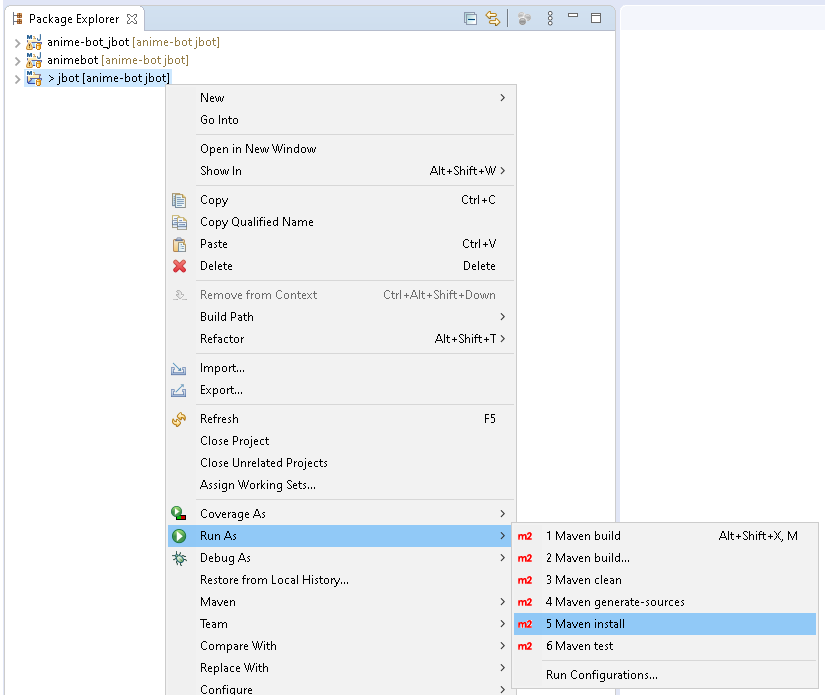 Package Explorer
anime-bot_jbot [anime-bot jbot]
animebot [anime-bot jbot]
> jbot [anime-bot jbot]
New
Go Into
Open in New Window
Show In Alt+Shift+W
Copy Ctrl+C
Copy Qualified Name
Paste Ctrl+V
Delete Delete
Remove from Context Ctrl+Alt+Shift+Down
Build Path
Refactor Alt+Shift+T
Import...
Export...
Refresh F5
Close Project
Close Unrelated Projects
Assign Working Sets...
Coverage As
Run As
Debug As
Restore from Local History...
Maven
Team
Compare With
Replace With
Configure
m2 1 Maven build Alt+Shift+X, M
m2 2 Maven build...
m2 3 Maven clean
m2 4 Maven generate-sources
m2 5 Maven install
m2 6 Maven test
Run Configurations...